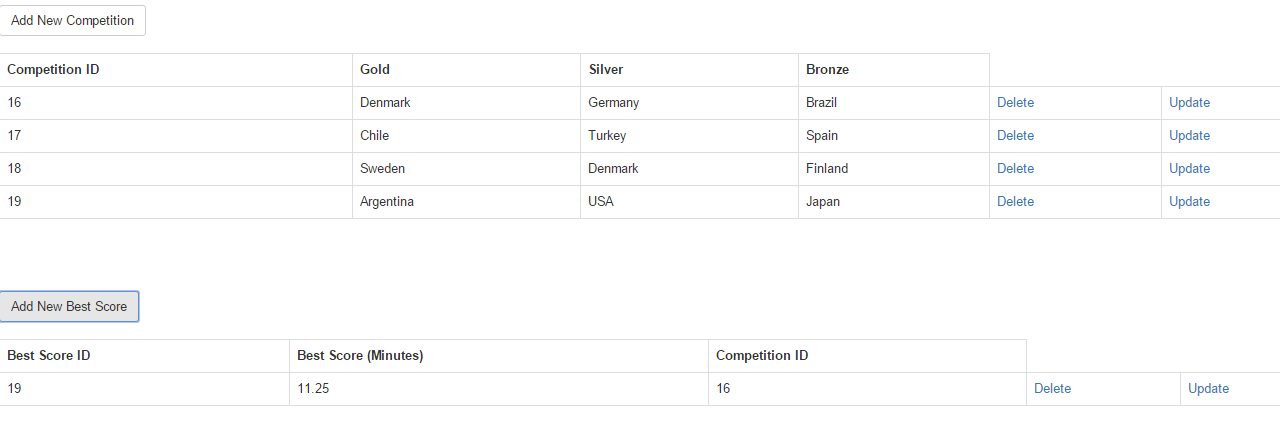 Add New Competition
Competition ID Gold Silver Bronze
16 Denmark Germany Brazil Delete Update
17 Chile Turkey Spain Delete Update
18 Sweden Denmark Finland Delete Update
19 Argentina USA Japan Delete Update
Add New Best Score
Best Score ID Best Score (Minutes) Competition ID
19 11.25 16 Delete Update